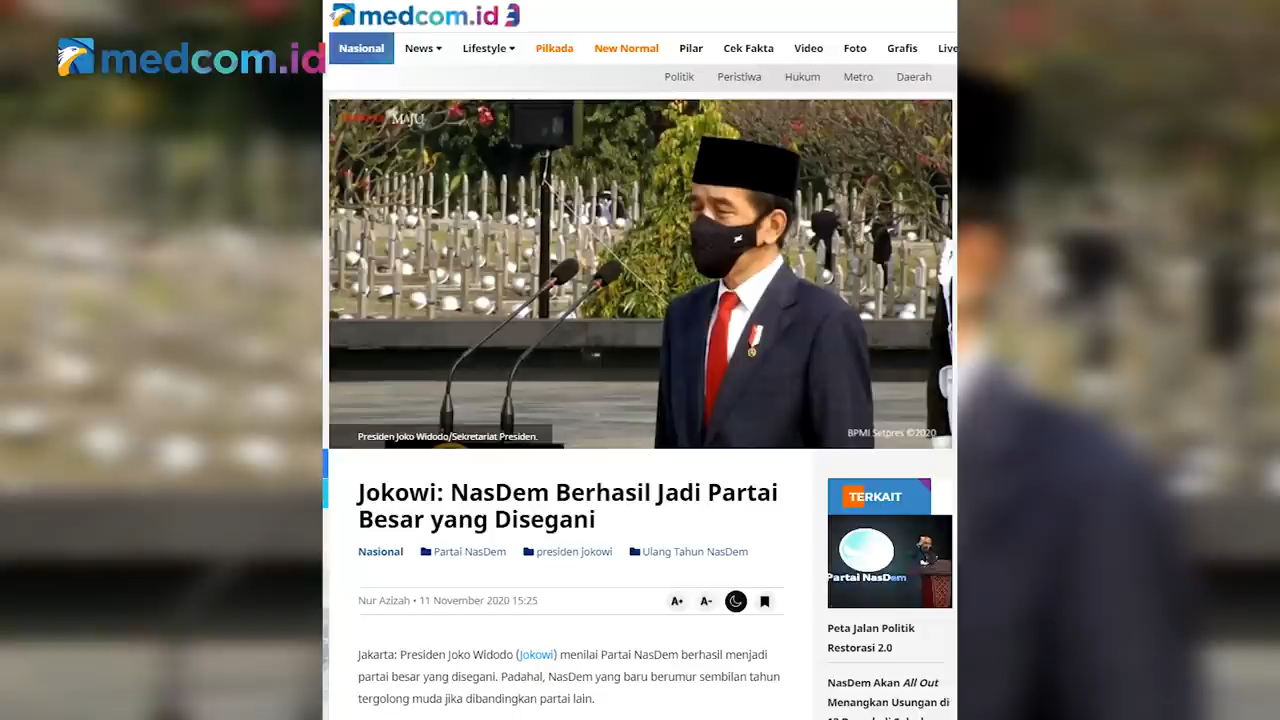 medcom.id
medcom.id
Nasional News Lifestyle Pilkada New Normal Pilar Cek Fakta Video Foto Grafis Live
Politik Peristiwa Hukum Metro Daerah
MAJU
Presiden Joko Widodo/Sekretariat Presiden.
BPMI Setpres ©2020
Jokowi: NasDem Berhasil Jadi Partai
Besar yang Disegani
Nasional Partai NasDem presiden jokowi Ulang Tahun NasDem
Nur Azizah • 11 November 2020 15:25
A+ A-
Jakarta: Presiden Joko Widodo (Jokowi) menilai Partai NasDem berhasil menjadi
partai besar yang disegani. Padahal, NasDem yang baru berumur sembilan tahun
tergolong muda jika dibandingkan partai lain.
TERKAIT
Partai NasDem
Peta Jalan Politik
Restorasi 2.0
NasDem Akan All Out
Menangkan Usungan di